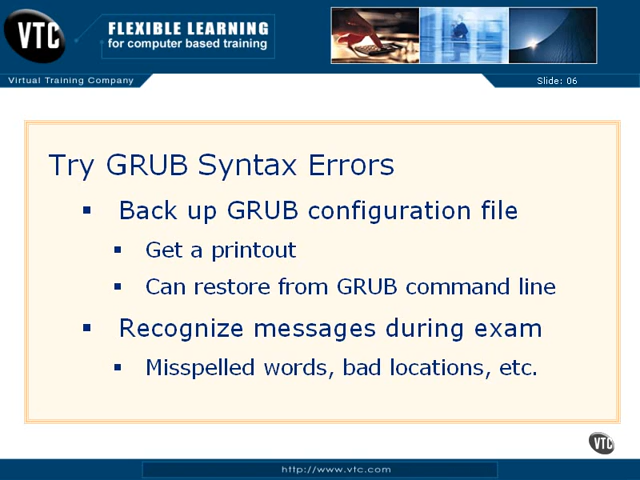 VTC
FLEXIBLE LEARNING
for computer based training
Virtual Training Company
Slide: 06
Try GRUB Syntax Errors
Back up GRUB configuration file
Get a printout
Can restore from GRUB command line
Recognize messages during exam
Misspelled words, bad locations, etc.
VTC
http://www.vtc.com